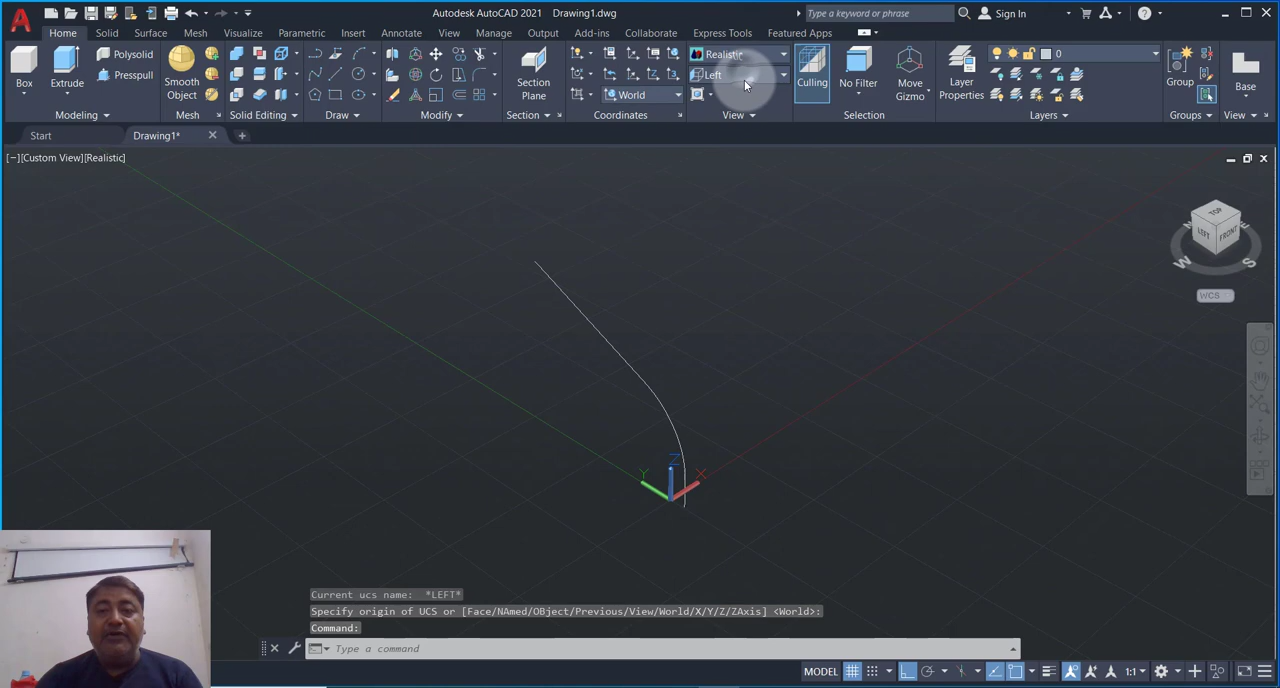 Autodesk AutoCAD 2021 Drawing1.dwg
Type a keyword or phrase
Sign In
Home Solid Surface Mesh Visualize Parametric Insert Annotate View Manage Output Add-ins Collaborate Express Tools Featured Apps
Box
Extrude
Polysolid
Presspull
Smooth
Object
Section
Plane
World
Realistic
Left
Culling
No Filter
Move
Gizmo
Layer
Properties
0
Group
Base
Modeling Mesh Solid Editing Draw Modify Section Coordinates View Selection Layers Groups View
Start
Drawing1*
[−][Custom View][Realistic]
TOP
LEFT
FRONT
W
S
WCS
Z
Y
X
Current ucs name: *LEFT*
Specify origin of UCS or [Face/NAmed/OBject/Previous/View/World/X/Y/Z/ZAxis] <World>:
Command:
Type a command
MODEL
1:1